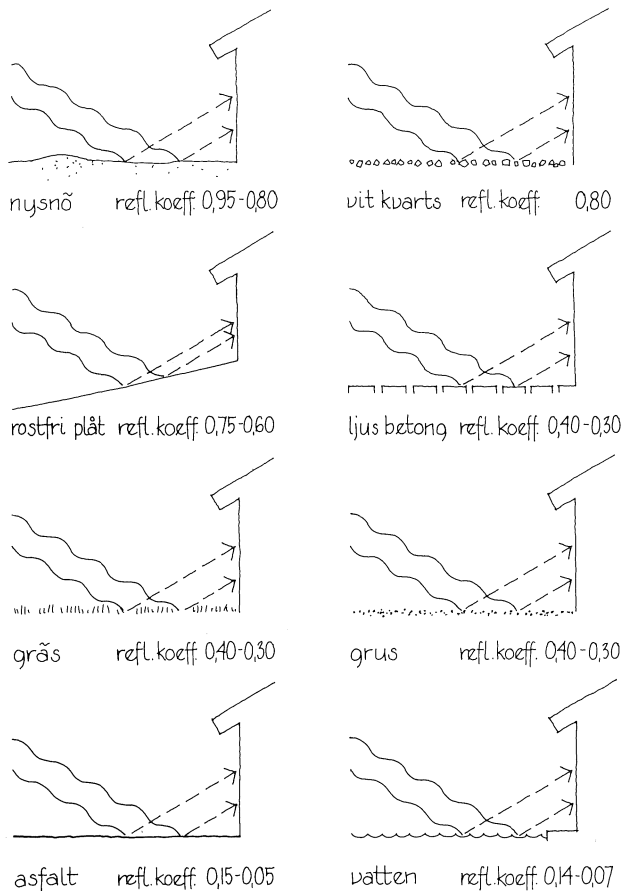 nysnö refl. koeff. 0,95-0,80
vit kvarts refl. koeff. 0,80
rostfri plåt refl. koeff. 0,75-0,60
ljus betong refl. koeff. 0,40-0,30
gräs refl. koeff. 0,40-0,30
grus refl. koeff. 0,40-0,30
asfalt refl. koeff. 0,15-0,05
vatten refl. koeff. 0,14-0,07